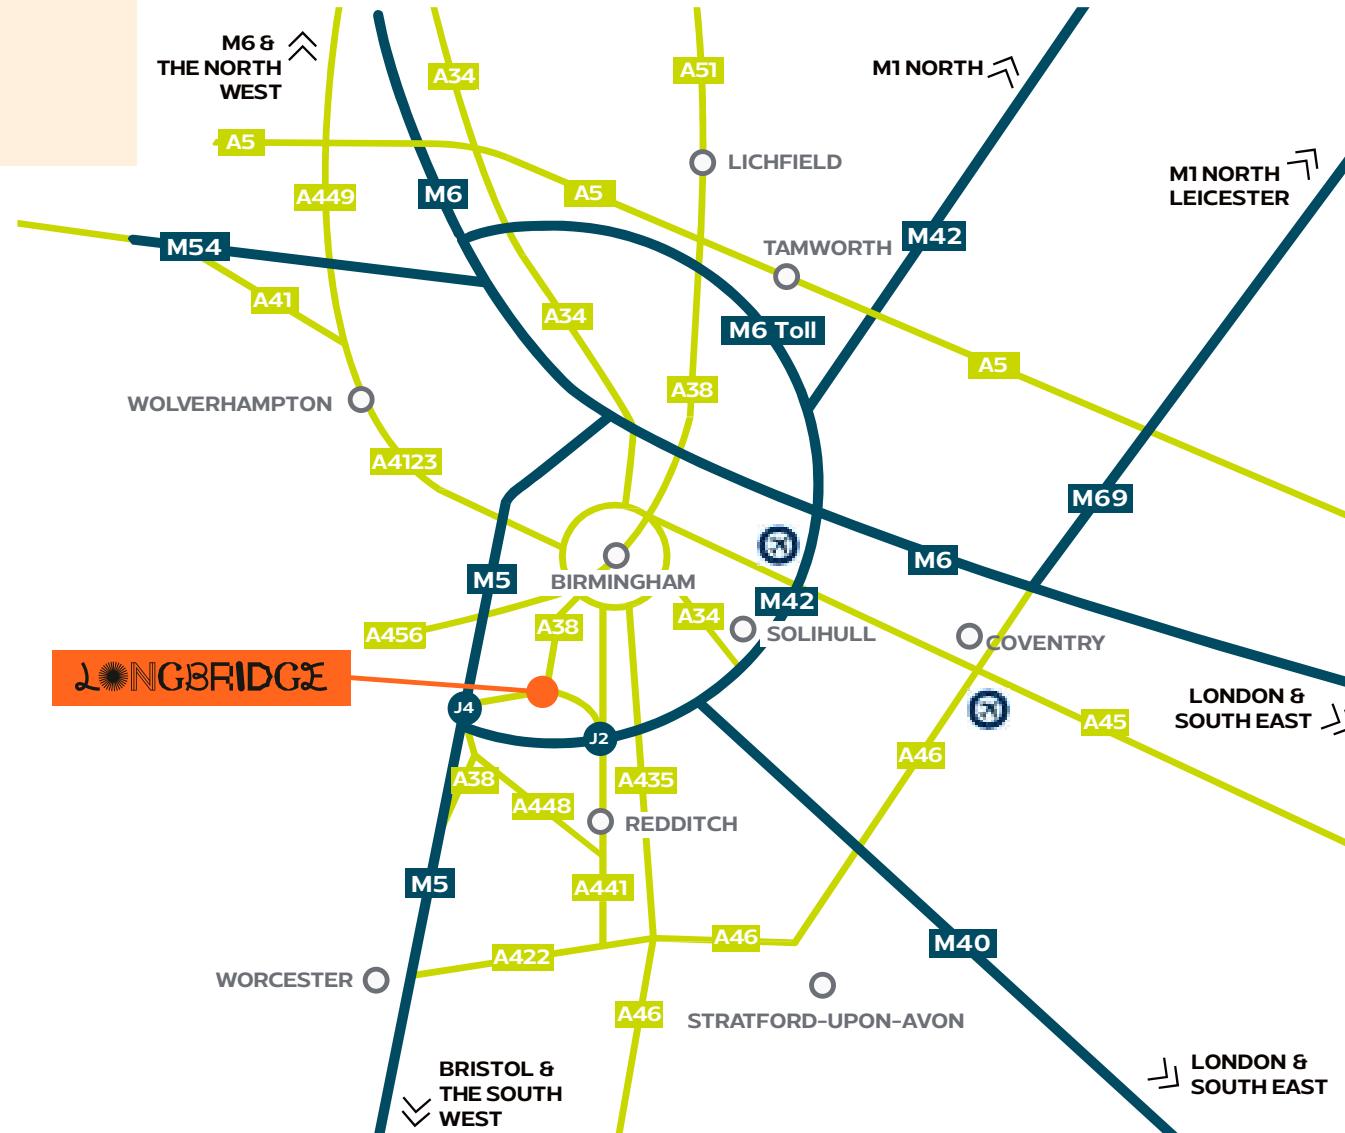 M6 &
THE NORTH
WEST
A34
A51
M1 NORTH
A5
LICHFIELD
M1 NORTH
LEICESTER
A449
M6
A5
M54
TAMWORTH
M42
A41
A34
M6 Toll
A5
A38
WOLVERHAMPTON
A4123
M69
M6
M5
BIRMINGHAM
M42
A456
A38
A34
SOLIHULL
COVENTRY
LONGBRIDGE
J4
LONDON &
SOUTH EAST
A45
J2
A46
A38
A448
A435
REDDITCH
M5
A441
A46
M40
A422
WORCESTER
A46
STRATFORD-UPON-AVON
BRISTOL &
THE SOUTH
WEST
LONDON &
SOUTH EAST